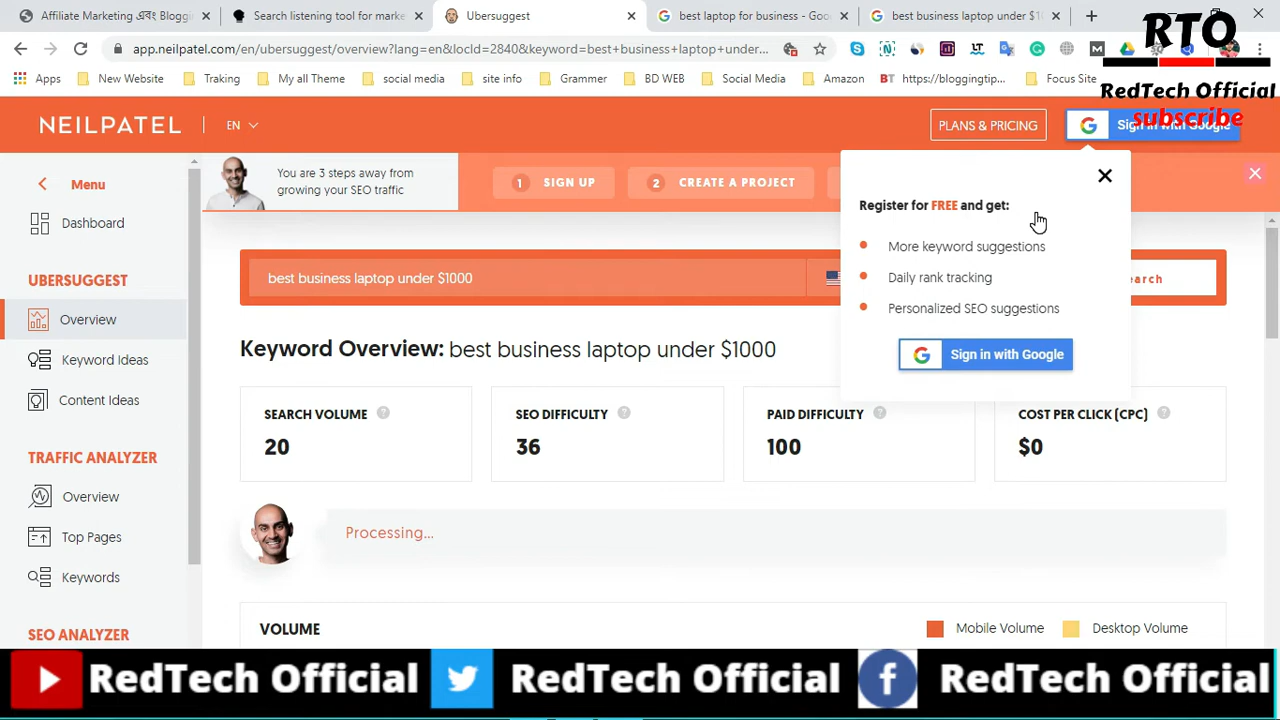 Affiliate Marketing এবং Bloggin
Search listening tool for marke
Ubersuggest
best laptop for business - Goo
best business laptop under $1
app.neilpatel.com/en/ubersuggest/overview?lang=en&locId=2840&keyword=best+business+laptop+under...
Apps
New Website
Traking
My all Theme
social media
site info
Grammer
BD WEB
Social Media
Amazon
BT https://bloggingtip...
Focus Site
RTO
RedTech Official
subscribe
NEILPATEL
EN
PLANS & PRICING
Sign in with Google
Menu
You are 3 steps away from
growing your SEO traffic
1 SIGN UP
2 CREATE A PROJECT
Register for FREE and get:
More keyword suggestions
Daily rank tracking
Personalized SEO suggestions
Sign in with Google
Dashboard
UBERSUGGEST
Overview
Keyword Ideas
Content Ideas
TRAFFIC ANALYZER
Overview
Top Pages
Keywords
SEO ANALYZER
best business laptop under $1000
earch
Keyword Overview: best business laptop under $1000
SEARCH VOLUME ?
20
SEO DIFFICULTY ?
36
PAID DIFFICULTY ?
100
COST PER CLICK (CPC) ?
$0
Processing...
VOLUME
Mobile Volume
Desktop Volume
RedTech Official
RedTech Official
RedTech Official